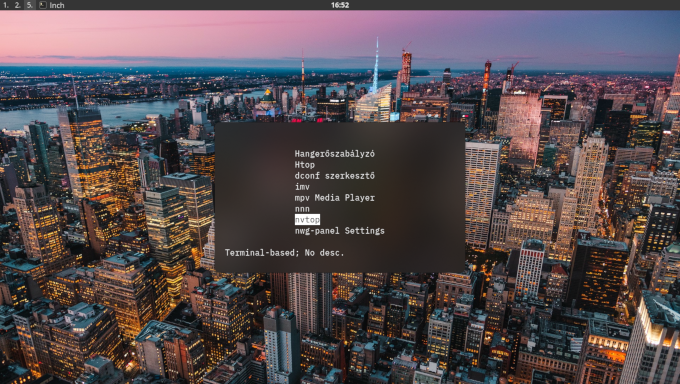 1. 2. 5. Inch
16:52
Hangerőszabályzó
Htop
dconf szerkesztő
imv
mpv Media Player
nnn
nvtop
nwg-panel Settings
Terminal-based; No desc.